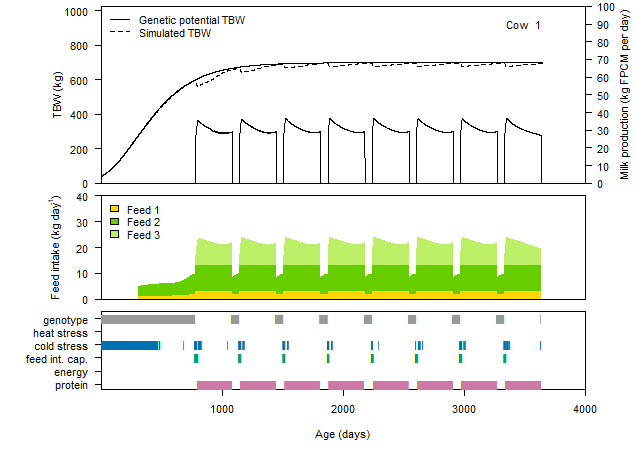 1000
800
600
400
200
0
TBW (kg)
Genetic potential TBW
Simulated TBW
Cow 1
100
90
80
70
60
50
40
30
20
10
0
Milk production (kg FPCM per day)
40
30
20
10
0
Feed intake (kg day-1)
Feed 1
Feed 2
Feed 3
genotype
heat stress
cold stress
feed int. cap.
energy
protein
1000 2000 3000 4000
Age (days)